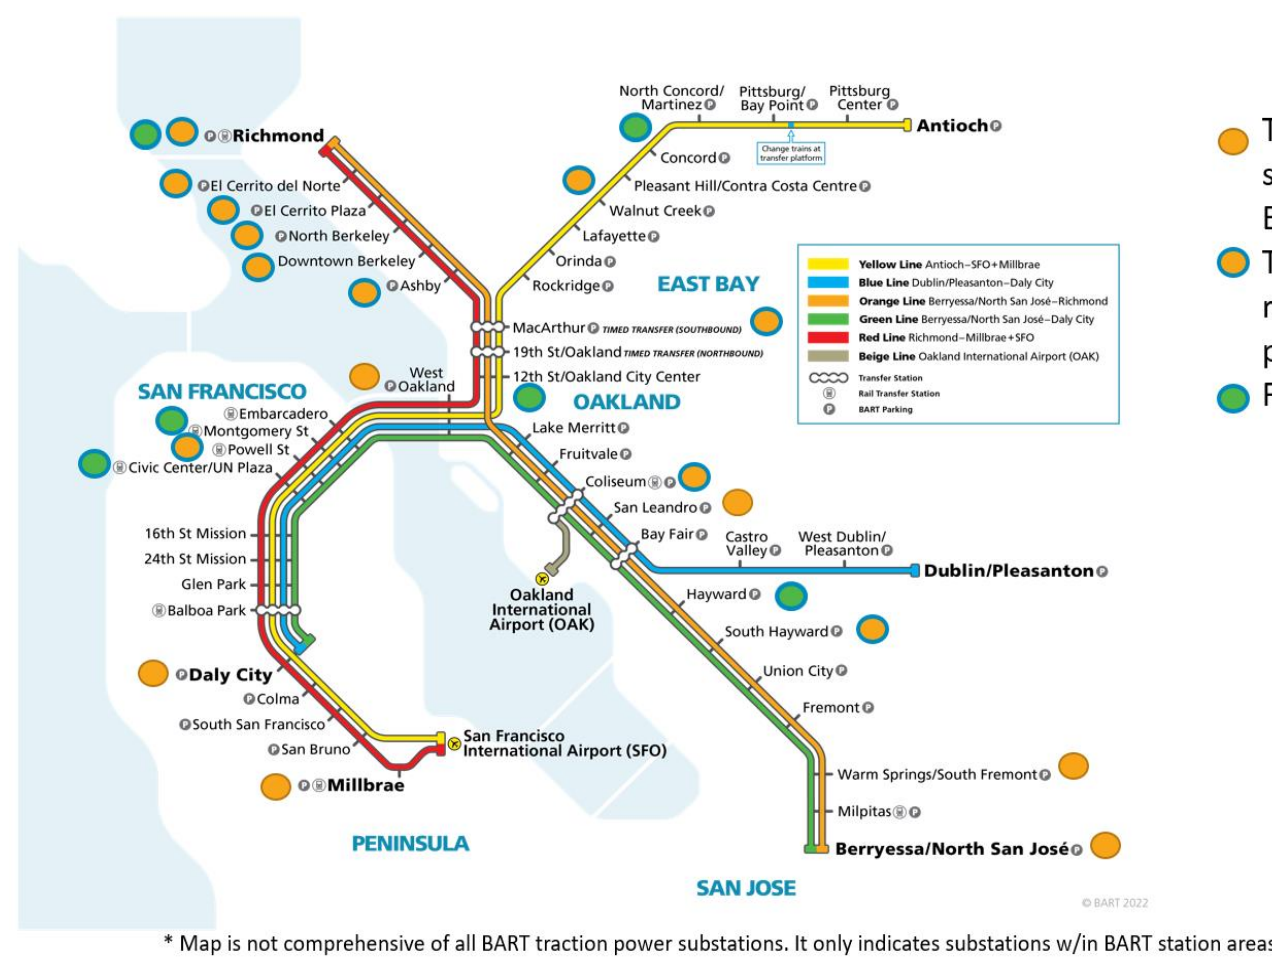 North Concord/
Martinez P
Pittsburg/
Bay Point P
Pittsburg
Center P
Antioch P
Change trains at
transfer platform
P Richmond
Concord P
P El Cerrito del Norte
Pleasant Hill/Contra Costa Centre P
P El Cerrito Plaza
Walnut Creek P
P North Berkeley
Lafayette P
Downtown Berkeley
Orinda P
P Ashby
Rockridge P
EAST BAY
MacArthur P TIMED TRANSFER (SOUTHBOUND)
19th St/Oakland TIMED TRANSFER (NORTHBOUND)
12th St/Oakland City Center
West
P Oakland
OAKLAND
SAN FRANCISCO
Embarcadero
Montgomery St
Powell St
Civic Center/UN Plaza
Lake Merritt P
Fruitvale P
Coliseum P
San Leandro P
Bay Fair P
Castro
Valley P
West Dublin/
Pleasanton P
Dublin/Pleasanton P
16th St Mission
24th St Mission
Glen Park
Balboa Park
Oakland
International
Airport (OAK)
Hayward P
South Hayward P
Union City P
Fremont P
P Daly City
P Colma
P South San Francisco
P San Bruno
San Francisco
International Airport (SFO)
P Millbrae
Warm Springs/South Fremont P
Milpitas P
Berryessa/North San José P
PENINSULA
SAN JOSE
Yellow Line Antioch–SFO+Millbrae
Blue Line Dublin/Pleasanton–Daly City
Orange Line Berryessa/North San José–Richmond
Green Line Berryessa/North San José–Daly City
Red Line Richmond–Millbrae+SFO
Beige Line Oakland International Airport (OAK)
Transfer Station
Rail Transfer Station
P BART Parking
© BART 2022
* Map is not comprehensive of all BART traction power substations. It only indicates substations w/in BART station areas